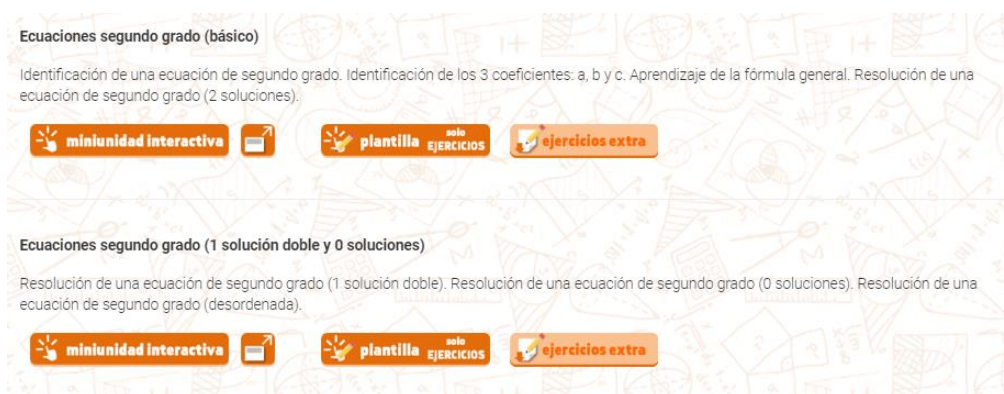 Ecuaciones segundo grado (básico)
Identificación de una ecuación de segundo grado. Identificación de los 3 coeficientes: a, b y c. Aprendizaje de la fórmula general. Resolución de una
ecuación de segundo grado (2 soluciones).
miniunidad interactiva
plantilla solo EJERCICIOS
ejercicios extra
Ecuaciones segundo grado (1 solución doble y 0 soluciones)
Resolución de una ecuación de segundo grado (1 solución doble). Resolución de una ecuación de segundo grado (0 soluciones). Resolución de una
ecuación de segundo grado (desordenada).
miniunidad interactiva
plantilla solo EJERCICIOS
ejercicios extra